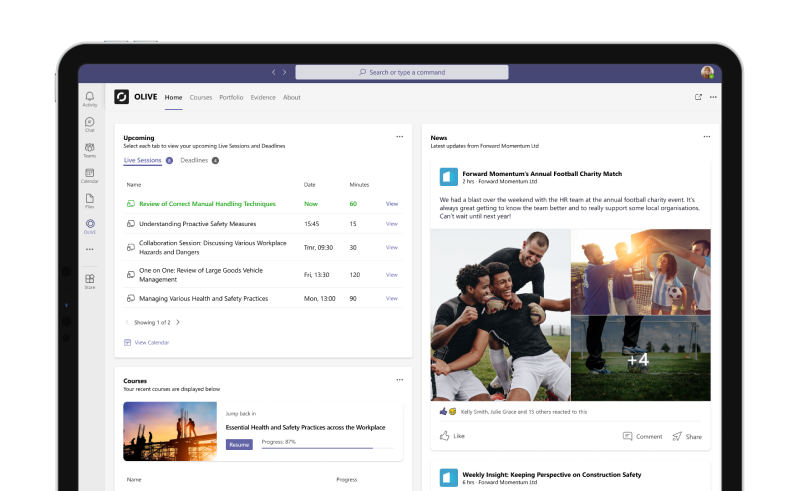 Search or type a command
Activity
Chat
Teams
Calendar
Files
OLIVE
Store
OLIVE Home Courses Portfolio Evidence About
Upcoming
Select each tab to view your upcoming Live Sessions and Deadlines
Live Sessions Deadlines 4
Name Date Minutes
Review of Correct Manual Handling Techniques Now 60 View
Understanding Proactive Safety Measures 15:45 15 View
Collaboration Session: Discussing Various Workplace
Hazards and Dangers Tmr, 09:30 30 View
One on One: Review of Large Goods Vehicle
Management Fri, 13:30 120 View
Managing Various Health and Safety Practices Mon, 13:00 90 View
Showing 1 of 2
View Calendar
Courses
Your recent courses are displayed below
Jump back in
Essential Health and Safety Practices across the Workplace
Resume Progress: 87%
Name Progress
News
Latest updates from Forward Momentum Ltd
Forward Momentum's Annual Football Charity Match
2 hrs · Forward Momentum Ltd
We had a blast over the weekend with the HR team at the annual football charity event. It's
always great getting to know the team better and to really support some local organisations.
Can't wait until next year!
+4
Kelly Smith, Julie Grace and 15 others reacted to this
Like Comment Share
Weekly Insight: Keeping Perspective on Construction Safety
6 hrs · Forward Momentum Ltd